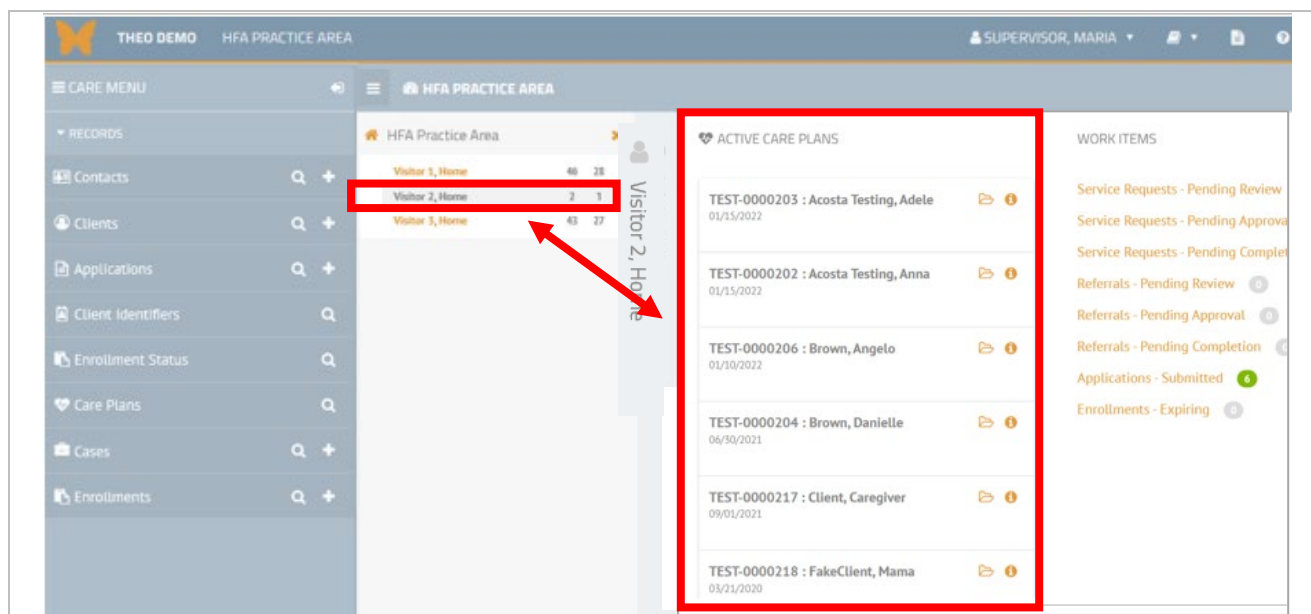 THEO DEMO HFA PRACTICE AREA SUPERVISOR, MARIA
CARE MENU
HFA PRACTICE AREA
RECORDS
Contacts
Clients
Applications
Client Identifiers
Enrollment Status
Care Plans
Cases
Enrollments
HFA Practice Area
Visitor 1, Home 46 28
Visitor 2, Home 2 1
Visitor 3, Home 43 27
Visitor 2, Home
ACTIVE CARE PLANS
TEST-0000203 : Acosta Testing, Adele
01/15/2022
TEST-0000202 : Acosta Testing, Anna
01/15/2022
TEST-0000206 : Brown, Angelo
01/10/2022
TEST-0000204 : Brown, Danielle
06/30/2021
TEST-0000217 : Client, Caregiver
09/01/2021
TEST-0000218 : FakeClient, Mama
03/21/2020
WORK ITEMS
Service Requests - Pending Review
Service Requests - Pending Approva
Service Requests - Pending Complet
Referrals - Pending Review 0
Referrals - Pending Approval 0
Referrals - Pending Completion
Applications - Submitted 6
Enrollments - Expiring 0